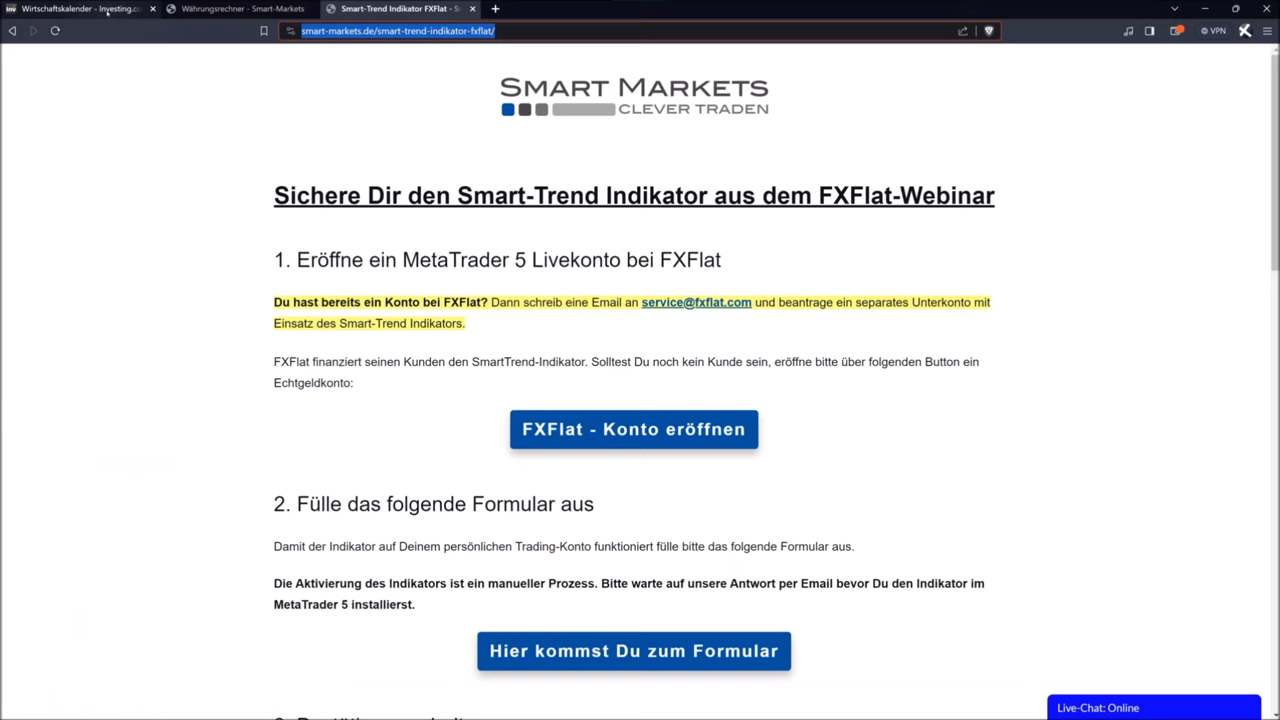 Wirtschaftskalender - Investing.co
Währungsrechner - Smart-Markets
Smart-Trend Indikator FXFlat - S
smart-markets.de/smart-trend-indikator-fxflat/
VPN
SMART MARKETS
CLEVER TRADEN
Sichere Dir den Smart-Trend Indikator aus dem FXFlat-Webinar
1. Eröffne ein MetaTrader 5 Livekonto bei FXFlat
Du hast bereits ein Konto bei FXFlat? Dann schreib eine Email an service@fxflat.com und beantrage ein separates Unterkonto mit
Einsatz des Smart-Trend Indikators.
FXFlat finanziert seinen Kunden den SmartTrend-Indikator. Solltest Du noch kein Kunde sein, eröffne bitte über folgenden Button ein
Echtgeldkonto:
FXFlat - Konto eröffnen
2. Fülle das folgende Formular aus
Damit der Indikator auf Deinem persönlichen Trading-Konto funktioniert fülle bitte das folgende Formular aus.
Die Aktivierung des Indikators ist ein manueller Prozess. Bitte warte auf unsere Antwort per Email bevor Du den Indikator im
MetaTrader 5 installierst.
Hier kommst Du zum Formular
Live-Chat: Online